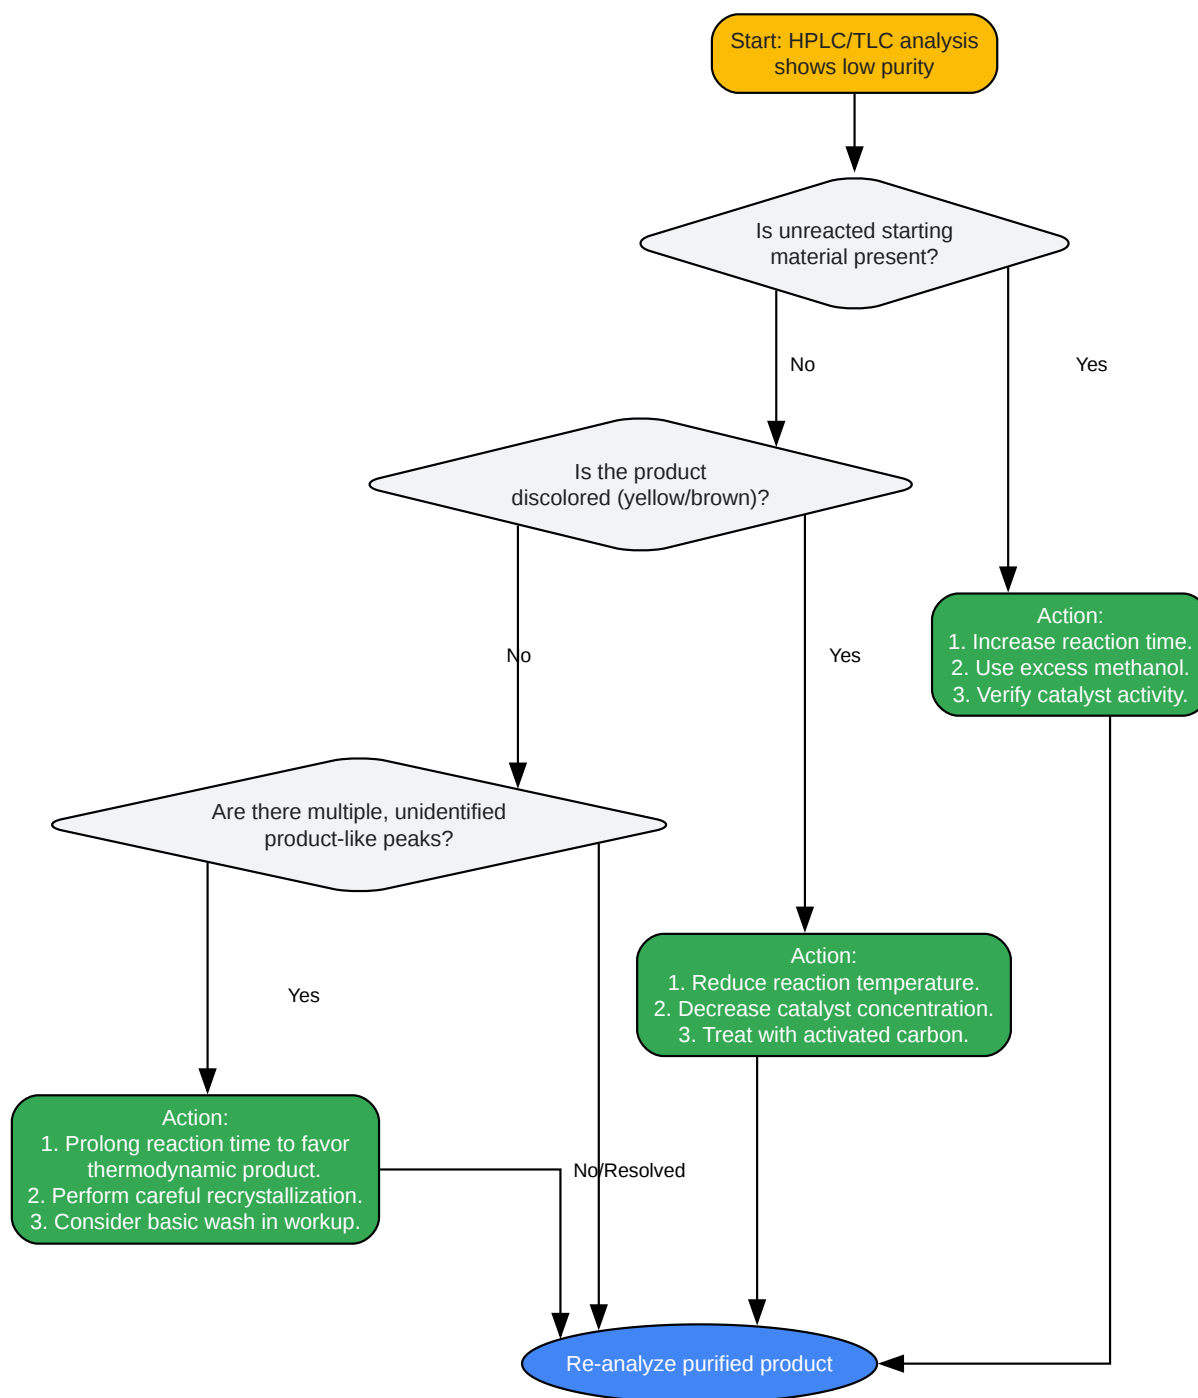 Start: HPLC/TLC analysis
shows low purity
Is unreacted starting
material present?
No
Yes
Is the product
discolored (yellow/brown)?
No
Yes
Action:
1. Increase reaction time.
2. Use excess methanol.
3. Verify catalyst activity.
Are there multiple, unidentified
product-like peaks?
Yes
No/Resolved
Action:
1. Reduce reaction temperature.
2. Decrease catalyst concentration.
3. Treat with activated carbon.
Action:
1. Prolong reaction time to favor
thermodynamic product.
2. Perform careful recrystallization.
3. Consider basic wash in workup.
Re-analyze purified product